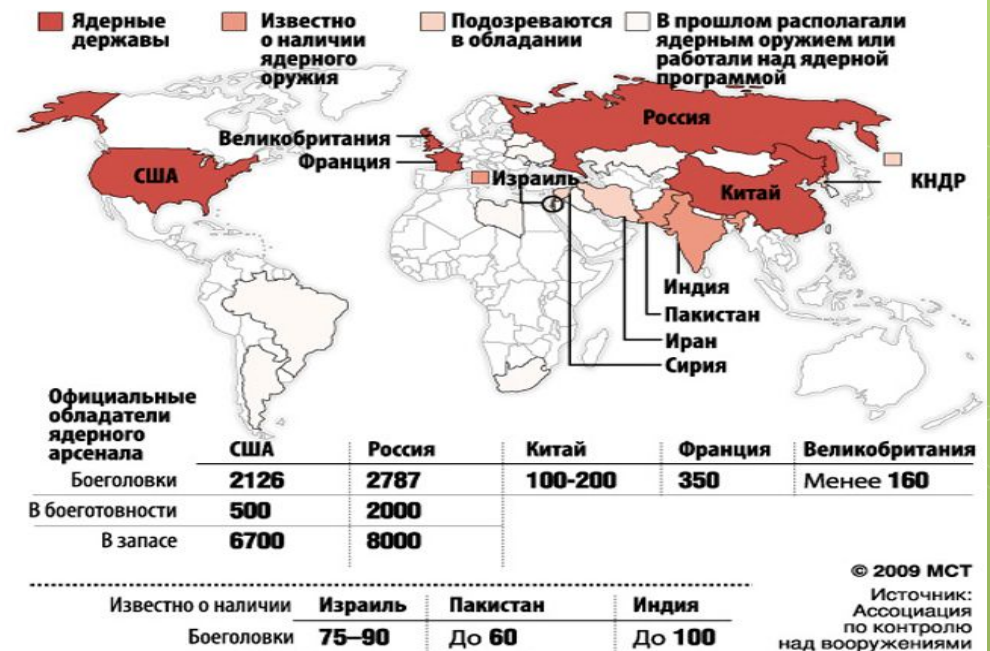 Ядерные
державы
Известно
о наличии
ядерного
оружия
Подозреваются
в обладании
В прошлом располагали
ядерным оружием или
работали над ядерной
программой
Россия
Великобритания
Франция
США
Израиль
Китай
КНДР
Индия
Пакистан
Иран
Сирия
Официальные
обладатели
ядерного
арсенала
США Россия Китай Франция Великобритания
Боеголовки 2126 2787 100-200 350 Менее 160
В боеготовности 500 2000
В запасе 6700 8000
© 2009 МСТ
Источник:
Ассоциация
по контролю
над вооружениями
Известно о наличии Израиль Пакистан Индия
Боеголовки 75–90 До 60 До 100